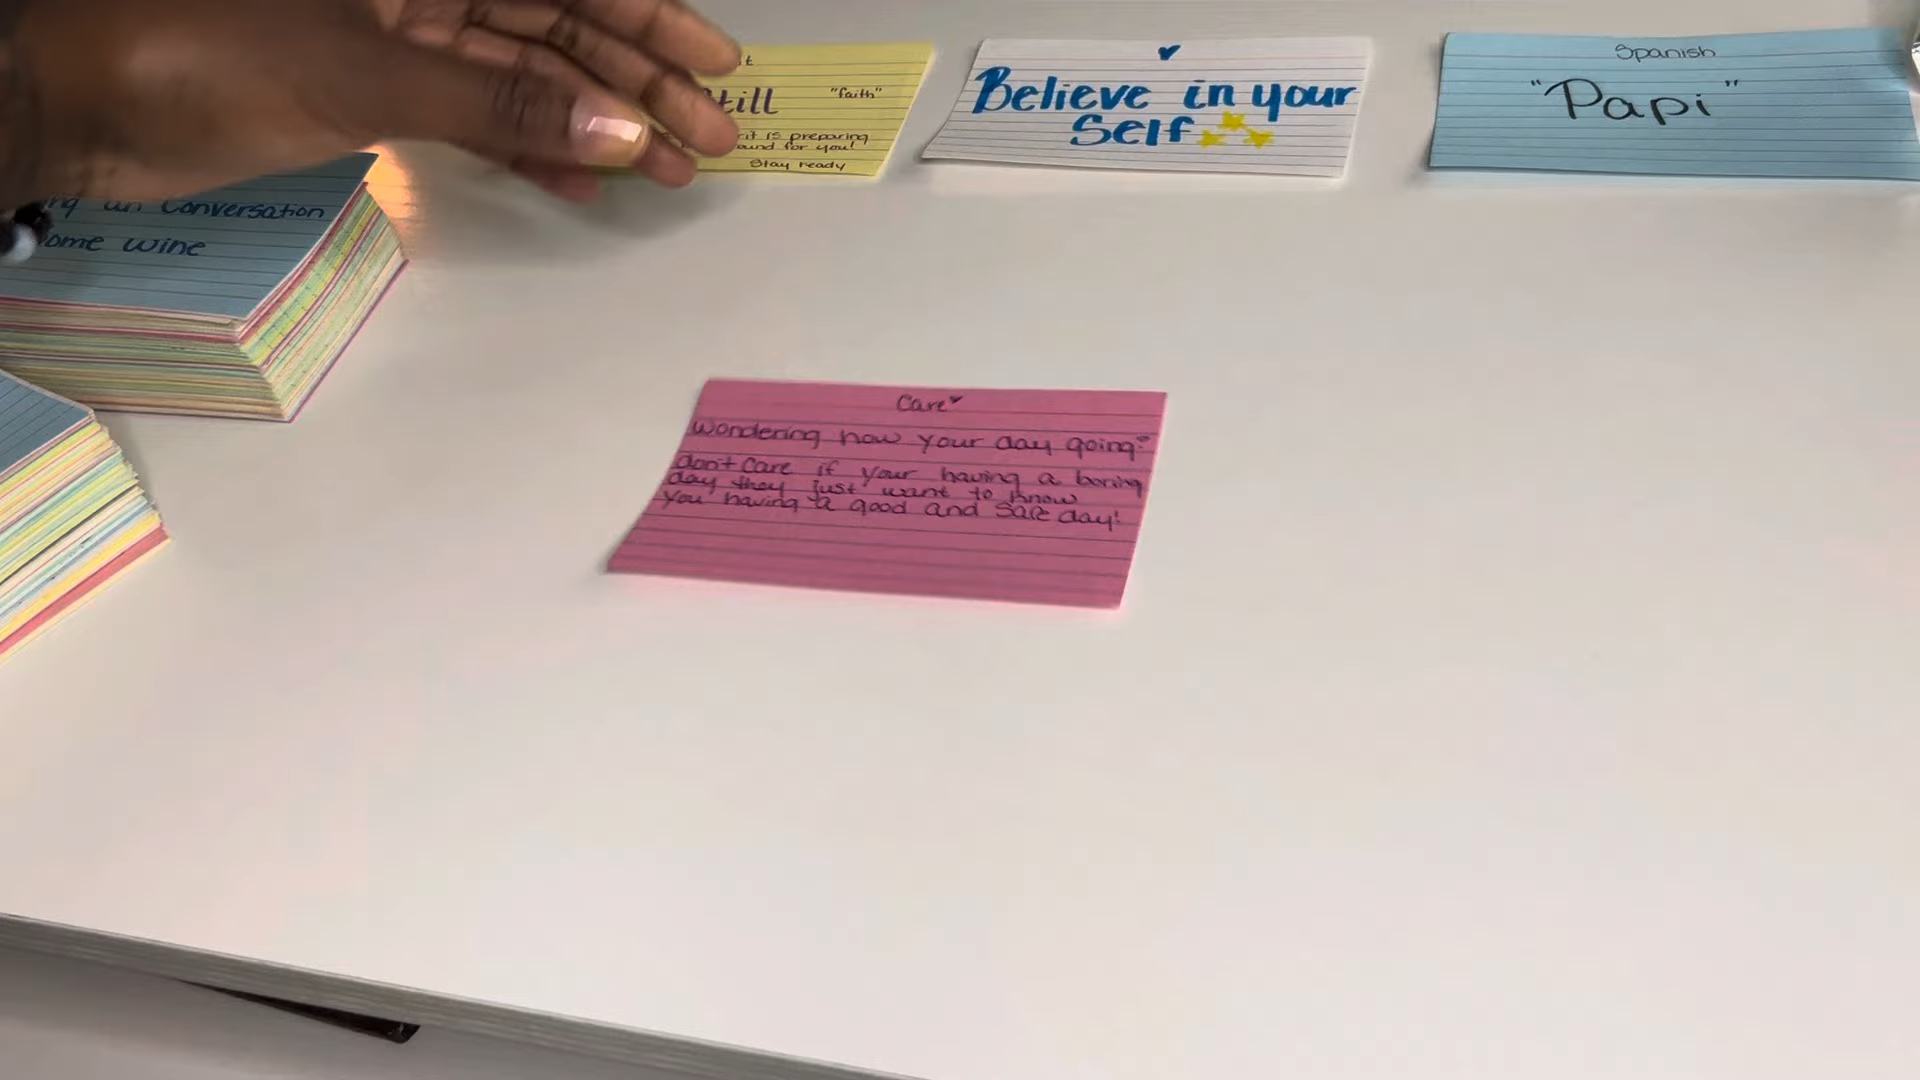 till "faith"
it is preparing
for you!
Stay ready
Believe in your
Self
Spanish
"Papi"
an Conversation
wine
Care
Wondering how your day going?
don't care if your having a boring
day they just want to know
you having a good and safe day!